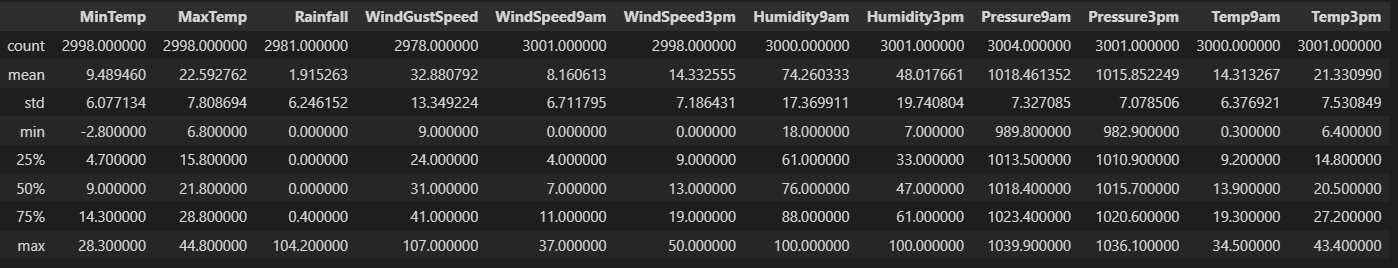 MinTemp MaxTemp Rainfall WindGustSpeed WindSpeed9am WindSpeed3pm Humidity9am Humidity3pm Pressure9am Pressure3pm Temp9am Temp3pm
count 2998.000000 2998.000000 2981.000000 2978.000000 3001.000000 2998.000000 3000.000000 3001.000000 3004.000000 3001.000000 3000.000000 3001.000000
mean 9.489460 22.592762 1.915263 32.880792 8.160613 14.332555 74.260333 48.017661 1018.461352 1015.852249 14.313267 21.330990
std 6.077134 7.808694 6.246152 13.349224 6.711795 7.186431 17.369911 19.740804 7.327085 7.078506 6.376921 7.530849
min -2.800000 6.800000 0.000000 9.000000 0.000000 0.000000 18.000000 7.000000 989.800000 982.900000 0.300000 6.400000
25% 4.700000 15.800000 0.000000 24.000000 4.000000 9.000000 61.000000 33.000000 1013.500000 1010.900000 9.200000 14.800000
50% 9.000000 21.800000 0.000000 31.000000 7.000000 13.000000 76.000000 47.000000 1018.400000 1015.700000 13.900000 20.500000
75% 14.300000 28.800000 0.400000 41.000000 11.000000 19.000000 88.000000 61.000000 1023.400000 1020.600000 19.300000 27.200000
max 28.300000 44.800000 104.200000 107.000000 37.000000 50.000000 100.000000 100.000000 1039.900000 1036.100000 34.500000 43.400000